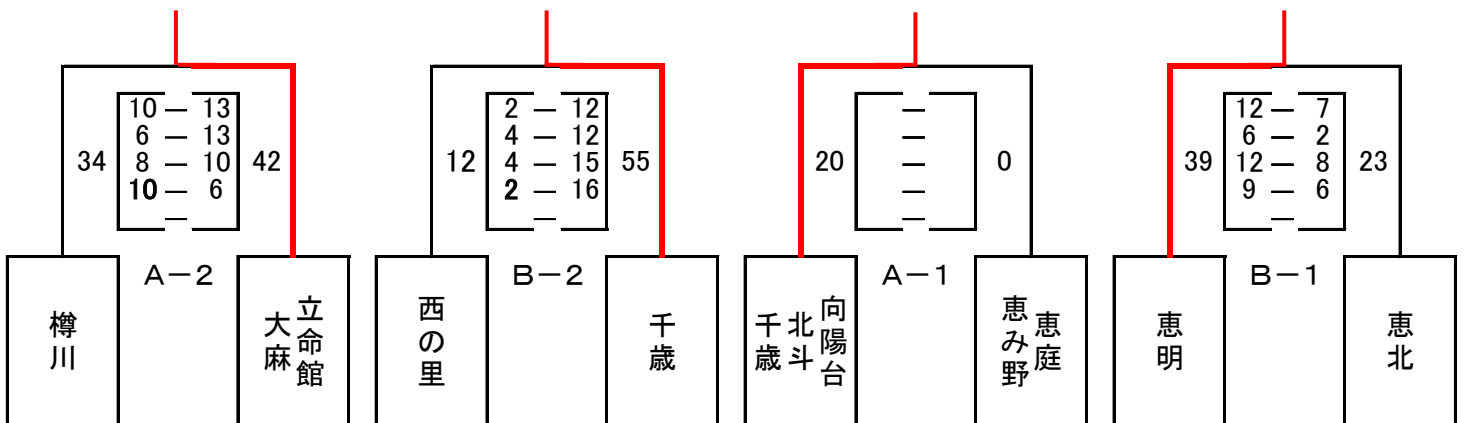 10 ― 13
6 ― 13
34 8 ― 10 42
10 ― 6
―
A－2
樽川
立命館
大麻
2 ― 12
4 ― 12
12 4 ― 15 55
2 ― 16
―
B－2
西の里
千歳
―
―
20 ― 0
―
―
A－1
向陽台
北斗
千歳
恵庭
恵み野
12 ― 7
6 ― 2
39 12 ― 8 23
9 ― 6
―
B－1
恵明
恵北